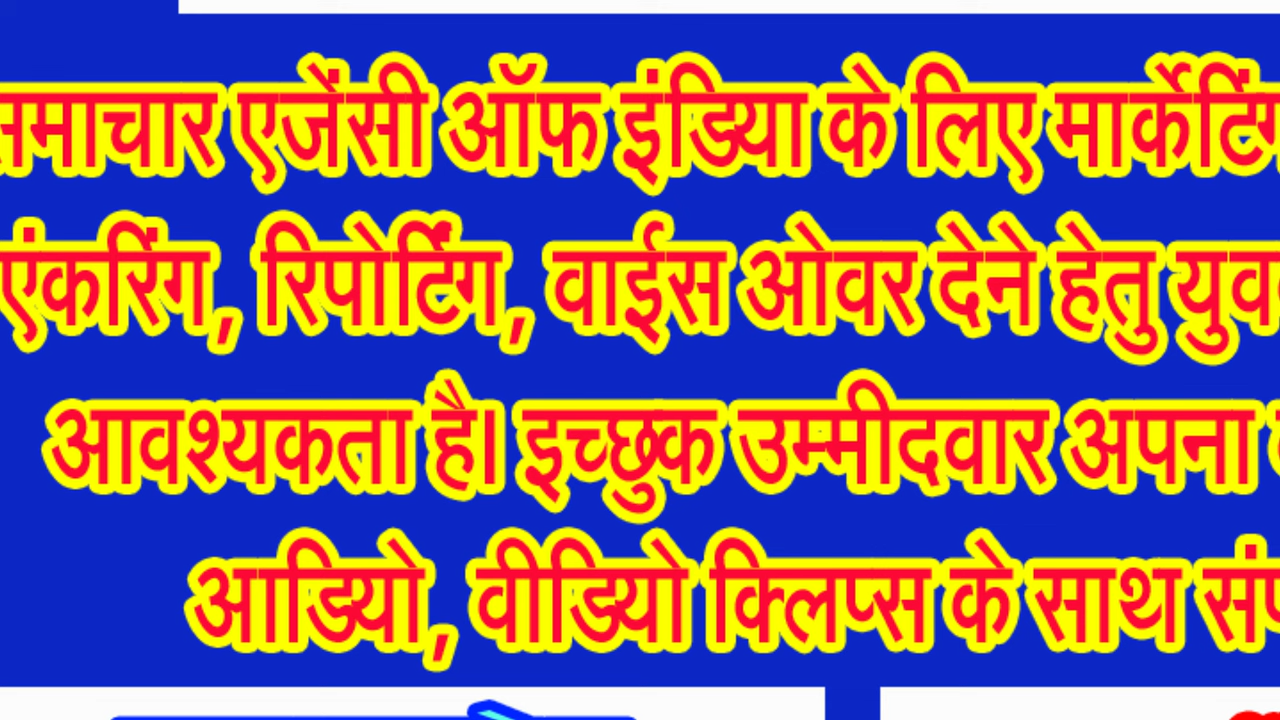 समाचार एजेंसी ऑफ इंडिया के लिए मार्केटिंग
एंकरिंग, रिपोर्टिंग, वाईस ओवर देने हेतु
आवश्यकता है। इच्छुक उम्मीदवार अपना
आडियो, वीडियो क्लिप्स के साथ